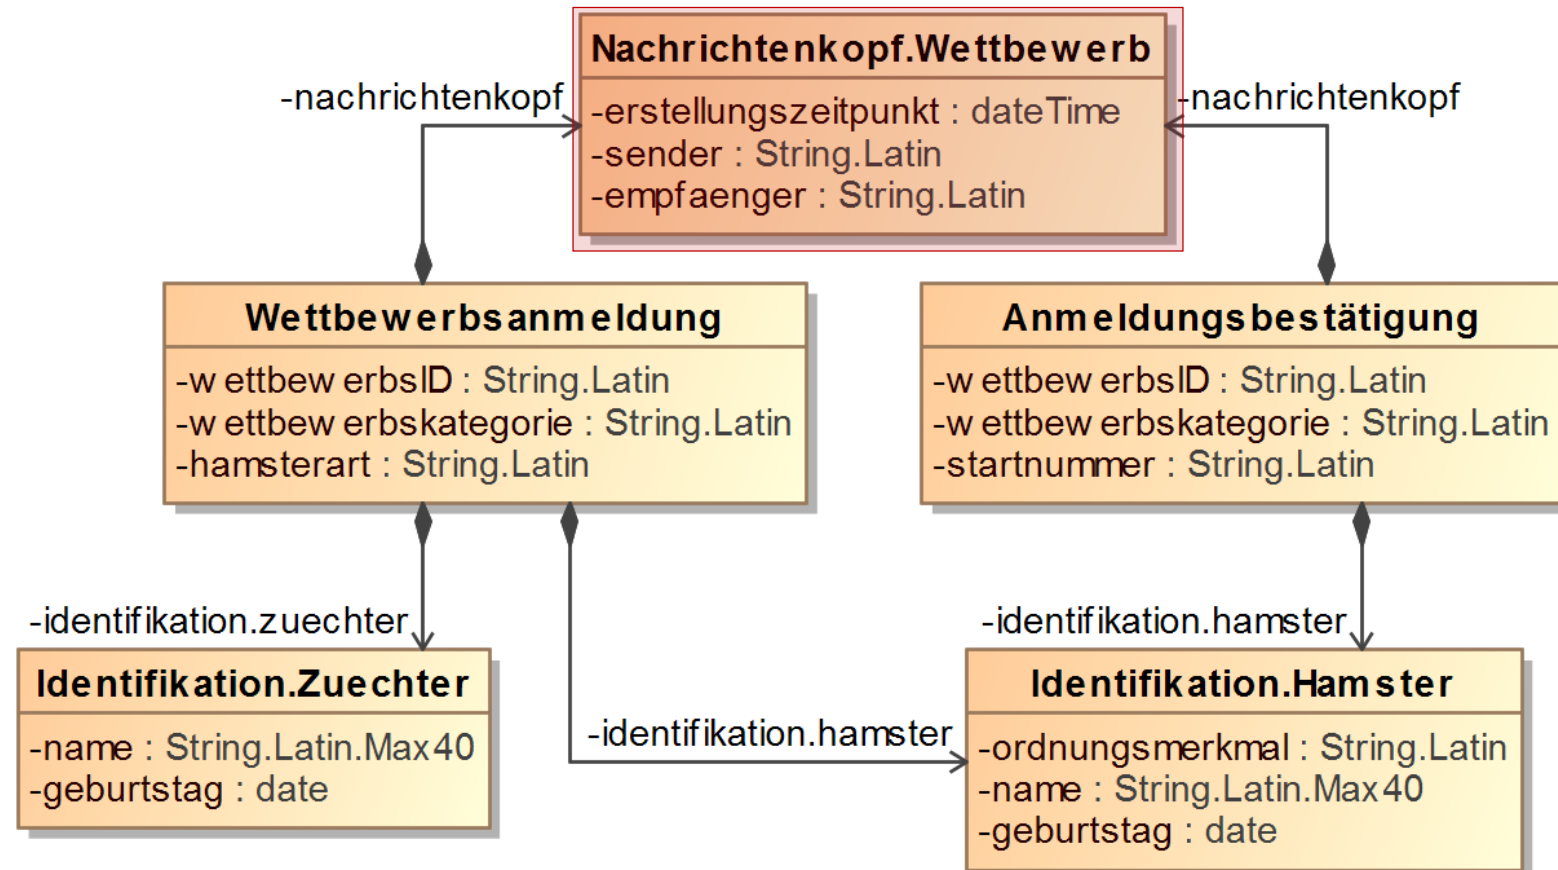 Nachrichtenkopf.Wettbewerb
-nachrichtenkopf
-nachrichtenkopf
-erstellungszeitpunkt : dateTime
-sender : String.Latin
-empfaenger : String.Latin
Wettbewerbsanmeldung
-wettbewerbsID : String.Latin
-wettbewerbskategorie : String.Latin
-hamsterart : String.Latin
Anmeldungsbestätigung
-wettbewerbsID : String.Latin
-wettbewerbskategorie : String.Latin
-startnummer : String.Latin
-identifikation.zuechter
-identifikation.hamster
Identifikation.Zuechter
-name : String.Latin.Max40
-geburtstag : date
-identifikation.hamster
Identifikation.Hamster
-ordnungsmerkmal : String.Latin
-name : String.Latin.Max40
-geburtstag : date